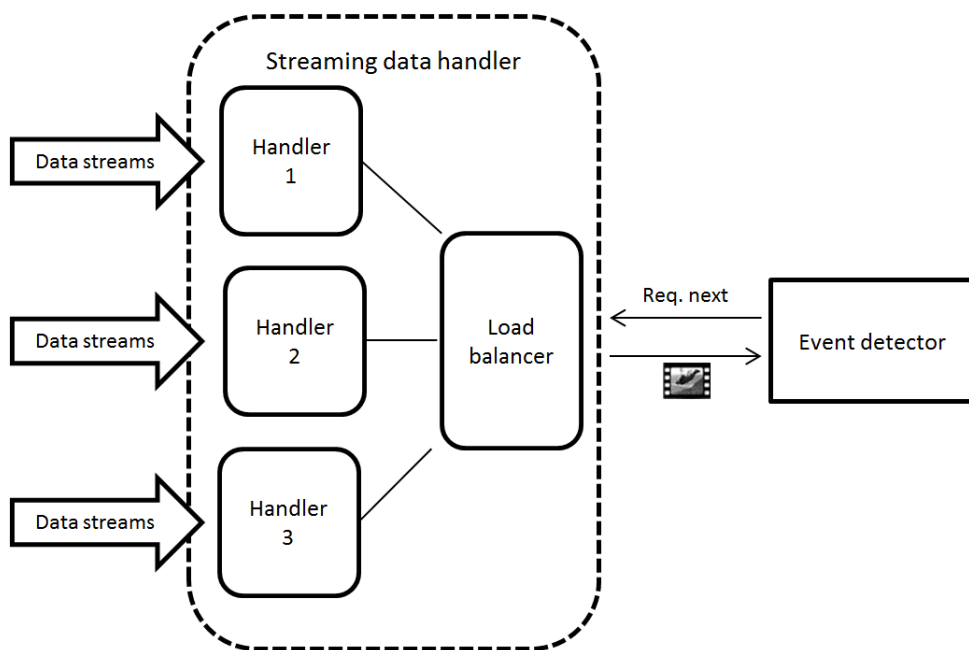 Streaming data handler
Data streams
Handler
1
Data streams
Handler
2
Load
balancer
Req. next
Event detector
Data streams
Handler
3